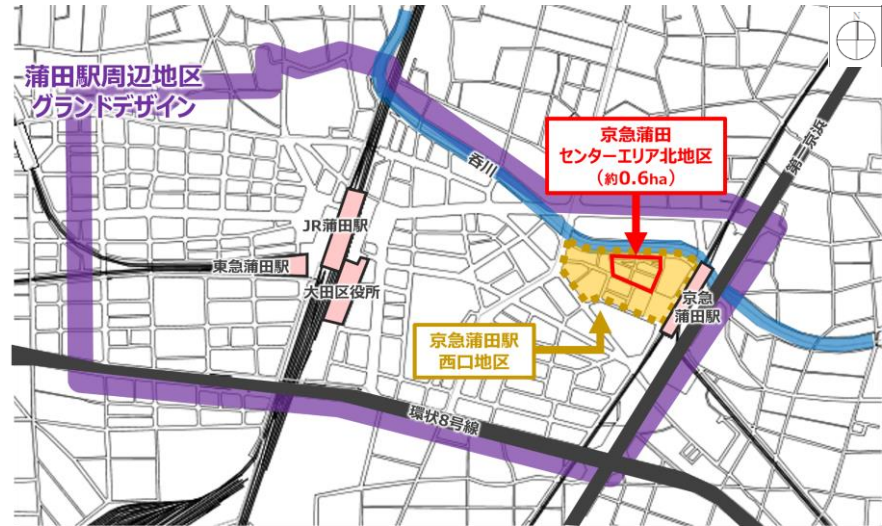 蒲田駅周辺地区
グランドデザイン
呑川
京急蒲田
センターエリア北地区
（約0.6ha）
第一京浜
JR蒲田駅
東急蒲田駅
大田区役所
京急
蒲田駅
京急蒲田駅
西口地区
環状8号線